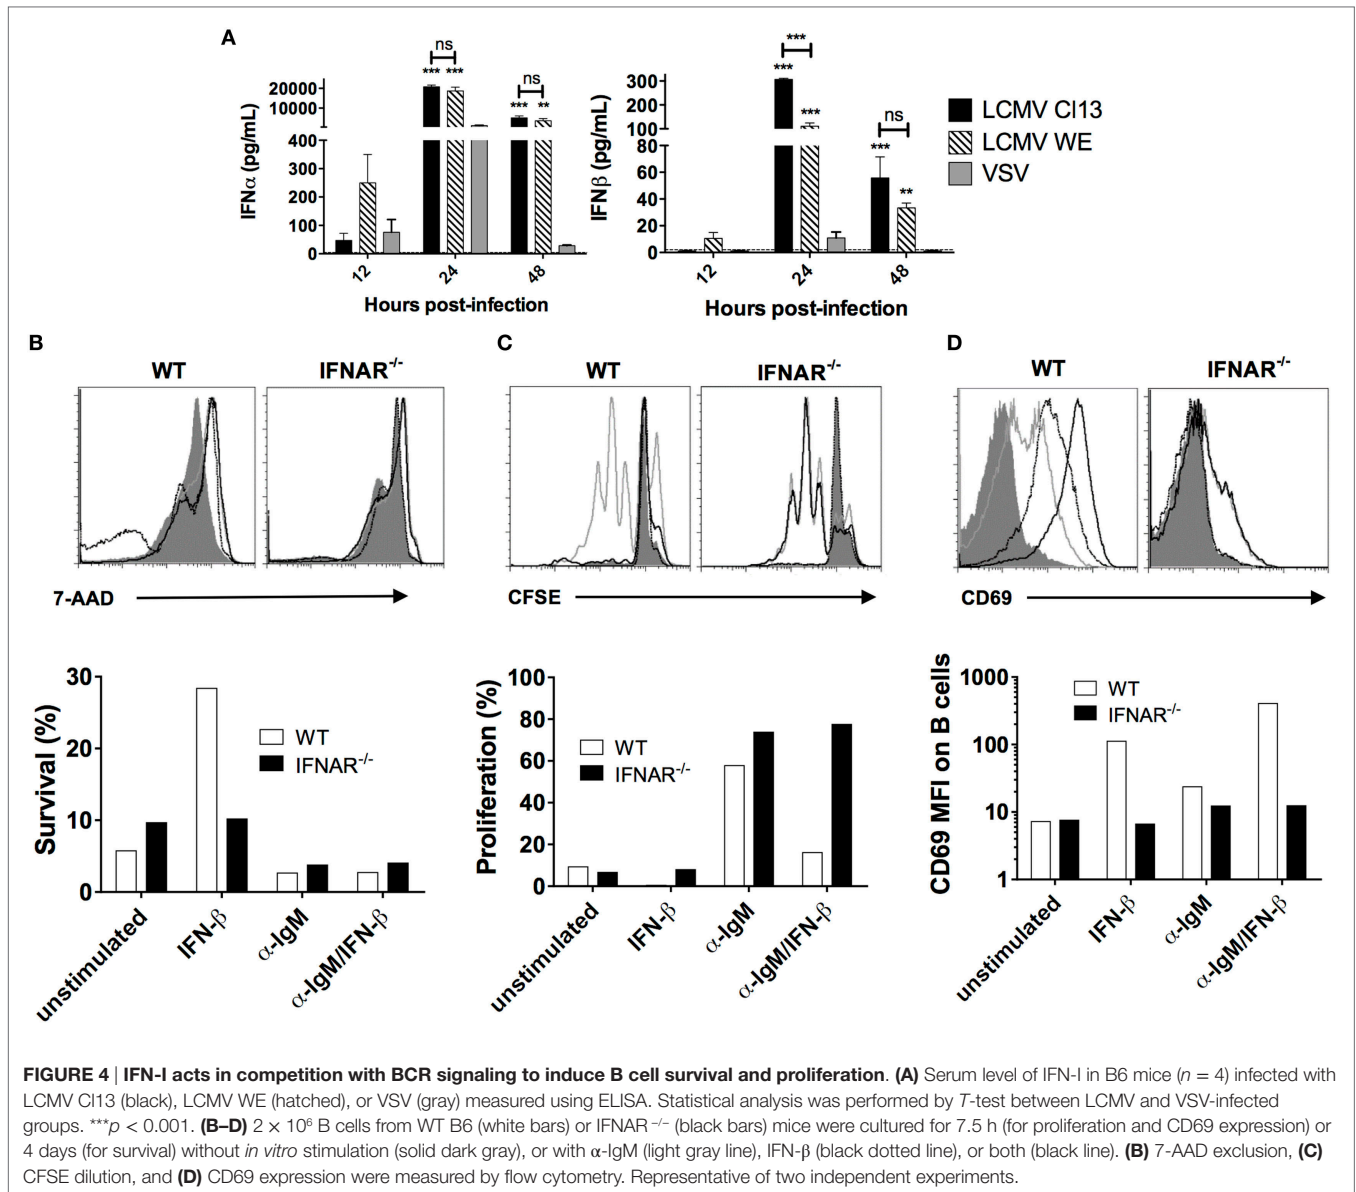 A
ns
*** ***
ns
*** **
20000
10000
400
300
200
100
0
IFNα (pg/mL)
12
24
48
Hours post-infection
***
***
***
ns
***
**
300
200
100
80
60
40
20
0
IFNβ (pg/mL)
12
24
48
Hours post-infection
LCMV Cl13
LCMV WE
VSV
B
WT
IFNAR-/-
7-AAD
C
WT
IFNAR-/-
CFSE
D
WT
IFNAR-/-
CD69
30
20
10
0
Survival (%)
WT
IFNAR-/-
unstimulated
IFN-β
α-IgM
α-IgM/IFN-β
100
80
60
40
20
0
Proliferation (%)
WT
IFNAR-/-
unstimulated
IFN-β
α-IgM
α-IgM/IFN-β
1000
100
10
1
CD69 MFI on B cells
WT
IFNAR-/-
unstimulated
IFN-β
α-IgM
α-IgM/IFN-β
FIGURE 4 | IFN-I acts in competition with BCR signaling to induce B cell survival and proliferation. (A) Serum level of IFN-I in B6 mice (n = 4) infected with
LCMV Cl13 (black), LCMV WE (hatched), or VSV (gray) measured using ELISA. Statistical analysis was performed by T-test between LCMV and VSV-infected
groups. ***p < 0.001. (B–D) 2 × 10⁶ B cells from WT B6 (white bars) or IFNAR −/− (black bars) mice were cultured for 7.5 h (for proliferation and CD69 expression) or
4 days (for survival) without in vitro stimulation (solid dark gray), or with α-IgM (light gray line), IFN-β (black dotted line), or both (black line). (B) 7-AAD exclusion, (C)
CFSE dilution, and (D) CD69 expression were measured by flow cytometry. Representative of two independent experiments.